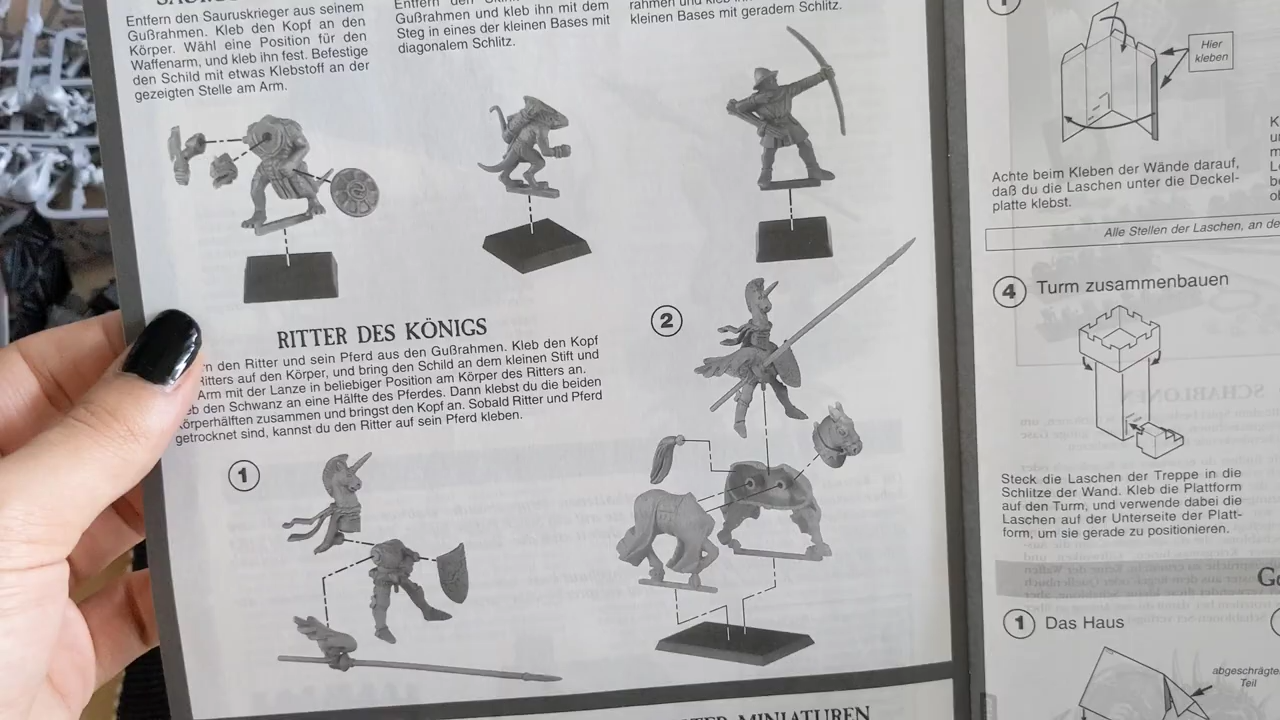 Entfern den Sauruskrieger aus seinem
Gußrahmen. Kleb den Kopf an den
Körper. Wähl eine Position für den
Waffenarm, und kleb ihn fest. Befestige
den Schild mit etwas Klebstoff an der
gezeigten Stelle am Arm.
Entfern den
Gußrahmen und kleb ihn mit dem
Steg in eines der kleinen Bases mit
diagonalem Schlitz.
rahmen und kleb
kleinen Bases mit geradem Schlitz.
RITTER DES KÖNIGS
den Ritter und sein Pferd aus den Gußrahmen. Kleb den Kopf
Ritters auf den Körper, und bring den Schild an dem kleinen Stift und
Arm mit der Lanze in beliebiger Position am Körper des Ritters an.
den Schwanz an eine Hälfte des Pferdes. Dann klebst du die beiden
Körperhälften zusammen und bringst den Kopf an. Sobald Ritter und Pferd
getrocknet sind, kannst du den Ritter auf sein Pferd kleben.
1
2
MINIATUREN
Hier
kleben
Achte beim Kleben der Wände darauf,
daß du die Laschen unter die Deckel-
platte klebst.
Alle Stellen der Laschen, an de
4 Turm zusammenbauen
Steck die Laschen der Treppe in die
Schlitze der Wand. Kleb die Plattform
auf den Turm, und verwende dabei die
Laschen auf der Unterseite der Platt-
form, um sie gerade zu positionieren.
1 Das Haus
abgeschrägte
Teil